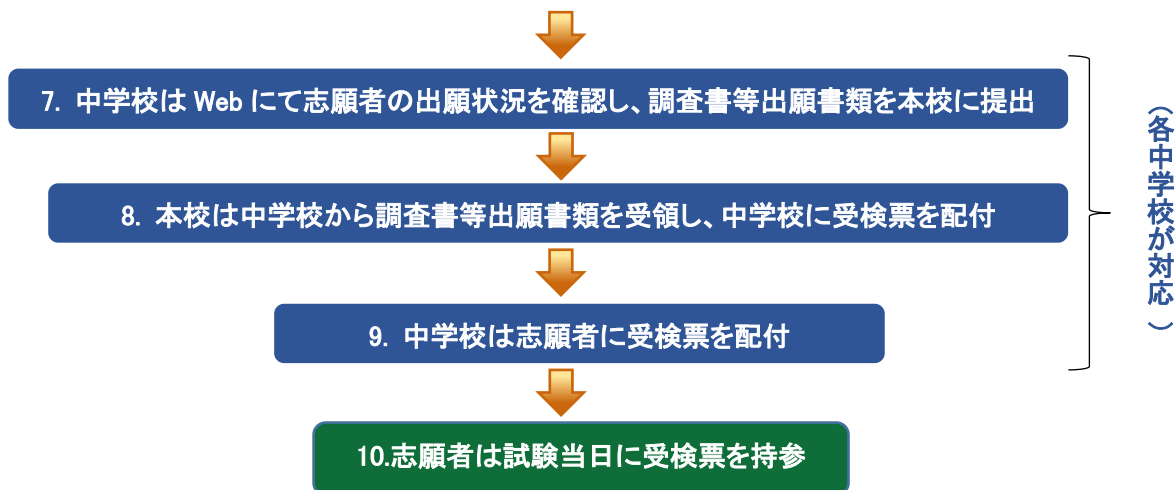 7. 中学校は Web にて志願者の出願状況を確認し、調査書等出願書類を本校に提出
8. 本校は中学校から調査書等出願書類を受領し、中学校に受検票を配付
9. 中学校は志願者に受検票を配付
10.志願者は試験当日に受検票を持参
（各中学校が対応）